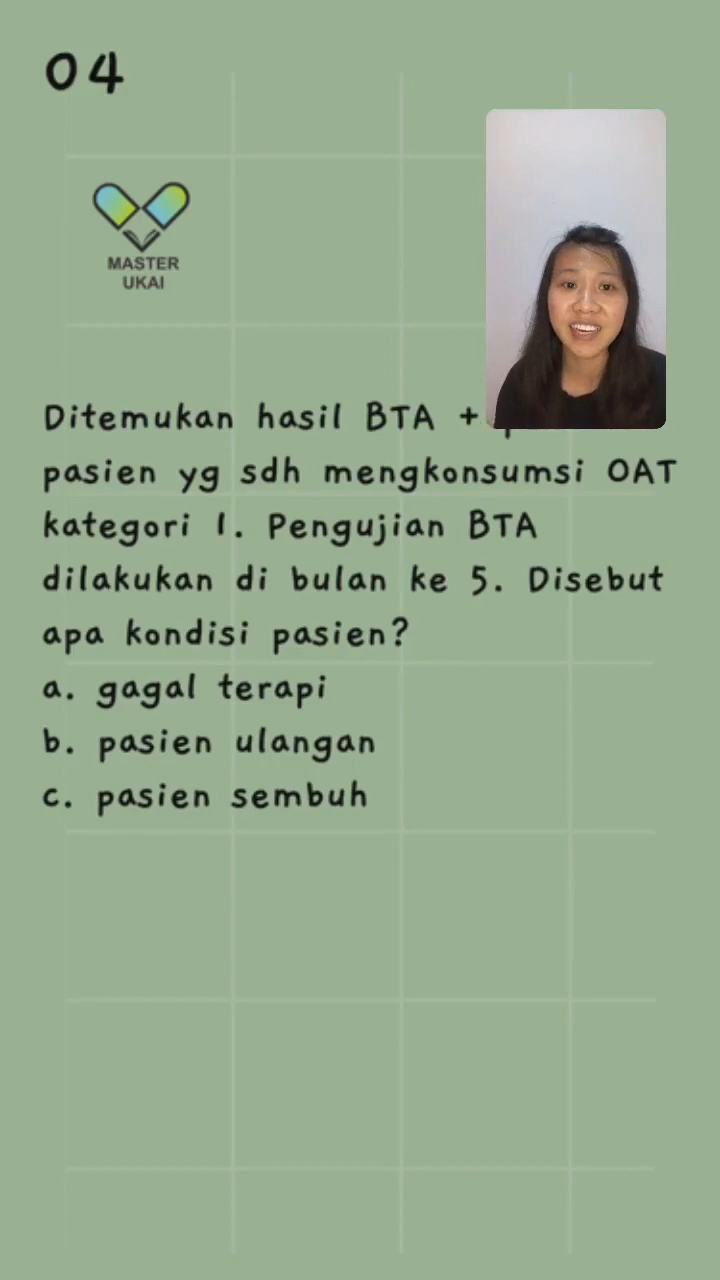 04
MASTER
UKAI
Ditemukan hasil BTA +
pasien yg sdh mengkonsumsi OAT
kategori 1. Pengujian BTA
dilakukan di bulan ke 5. Disebut
apa kondisi pasien?
a. gagal terapi
b. pasien ulangan
c. pasien sembuh